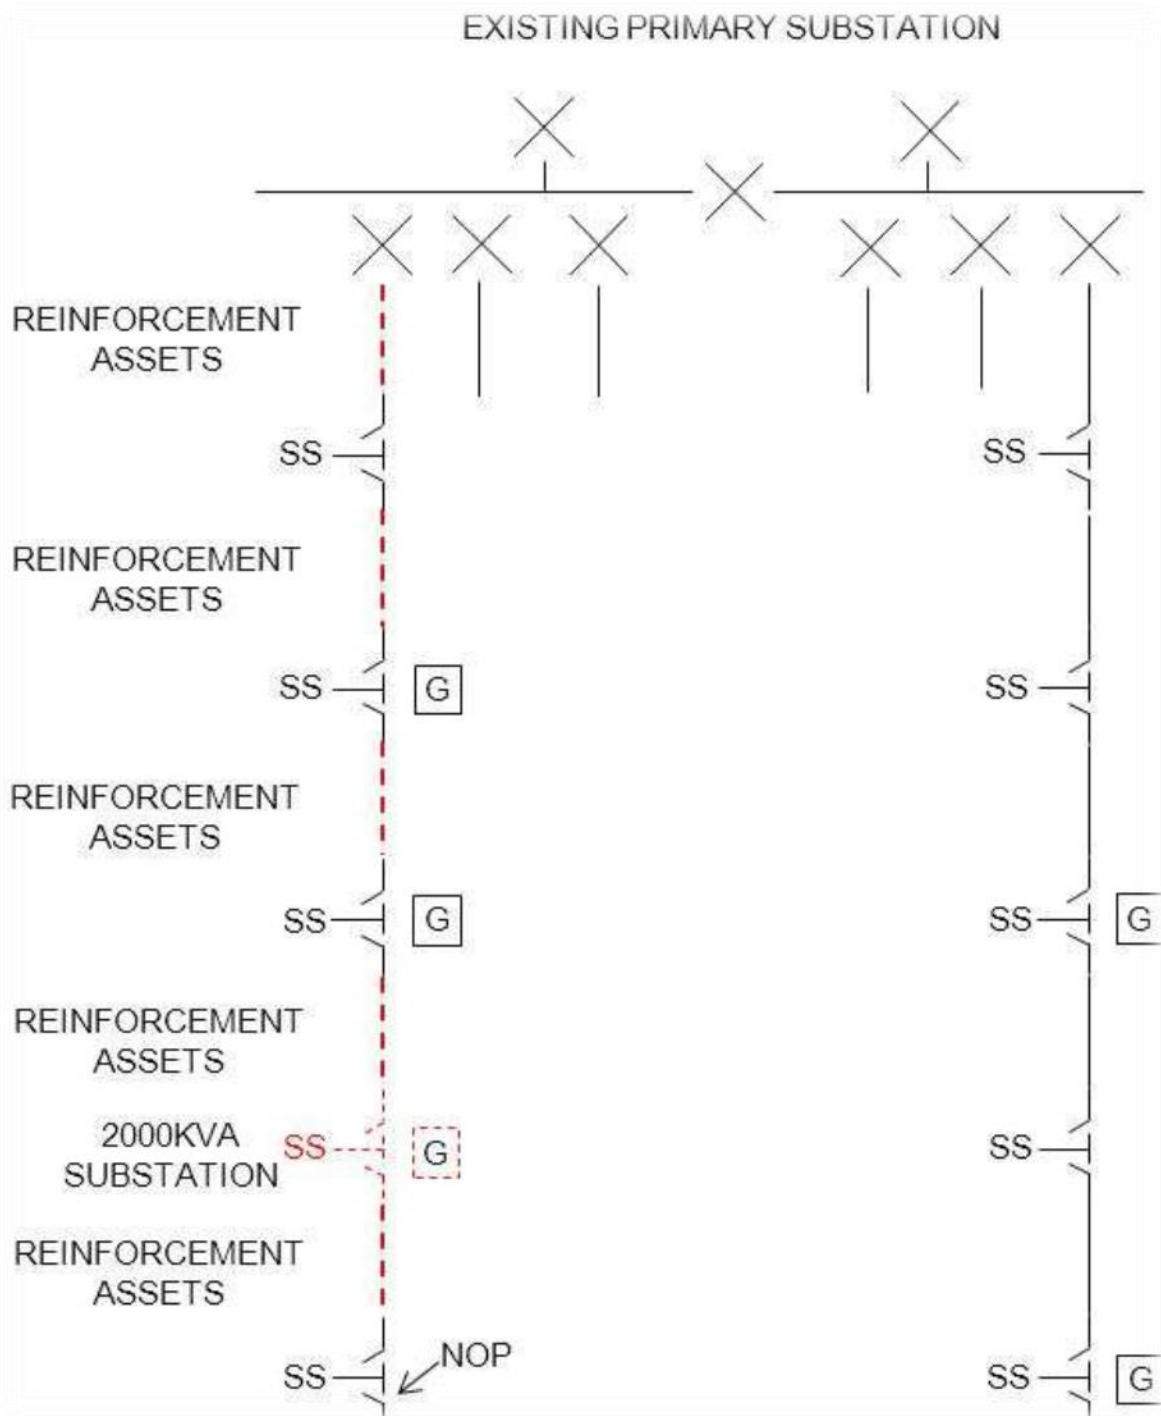 EXISTING PRIMARY SUBSTATION
REINFORCEMENT
ASSETS
SS
SS
REINFORCEMENT
ASSETS
SS
G
SS
REINFORCEMENT
ASSETS
SS
G
SS
G
REINFORCEMENT
ASSETS
2000KVA
SUBSTATION
SS
G
SS
REINFORCEMENT
ASSETS
NOP
SS
SS
G